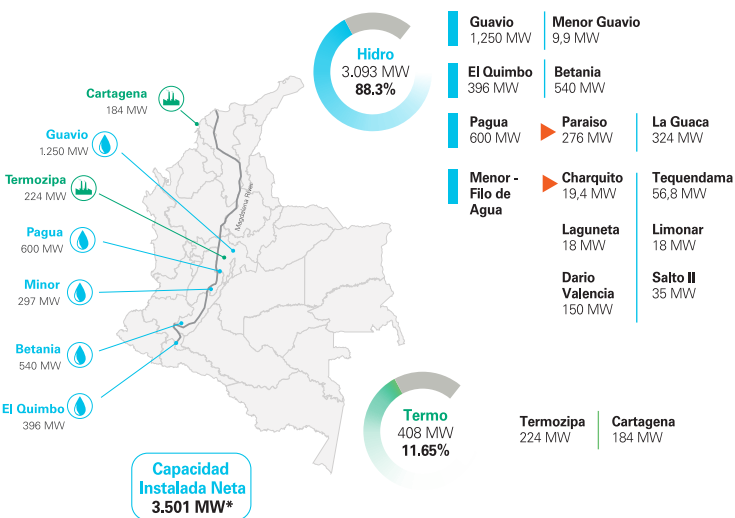 Hidro
3.093 MW
88.3%
Guavio
1,250 MW
Menor Guavio
9,9 MW
El Quimbo
396 MW
Betania
540 MW
Pagua
600 MW
Paraiso
276 MW
La Guaca
324 MW
Menor -
Filo de
Agua
Charquito
19,4 MW
Tequendama
56,8 MW
Laguneta
18 MW
Limonar
18 MW
Dario
Valencia
150 MW
Salto II
35 MW
Cartagena
184 MW
Guavio
1.250 MW
Termozipa
224 MW
Pagua
600 MW
Minor
297 MW
Betania
540 MW
El Quimbo
396 MW
Magdalena River
Termo
408 MW
11.65%
Termozipa
224 MW
Cartagena
184 MW
Capacidad
Instalada Neta
3.501 MW*